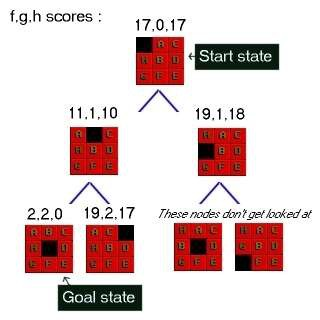 f,g,h scores :
17,0,17
A C
H B D
G F E
Start state
11,1,10
19,1,18
A C
H B D
G F E
H A C
B D
G F E
2,2,0
19,2,17
These nodes don't get looked at
A B C
H D
G F E
A C
H B D
G F E
H A C
B D
G F E
H A C
G B D
F E
Goal state